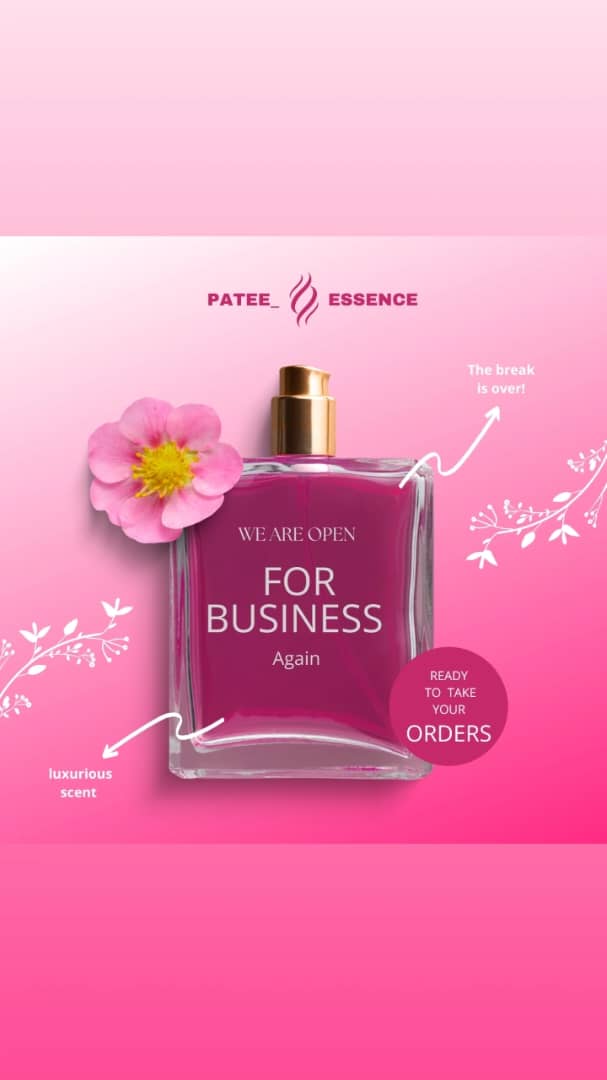 PATEE_ ESSENCE
The break
is over!
WE ARE OPEN
FOR
BUSINESS
Again
READY
TO TAKE
YOUR
ORDERS
luxurious
scent